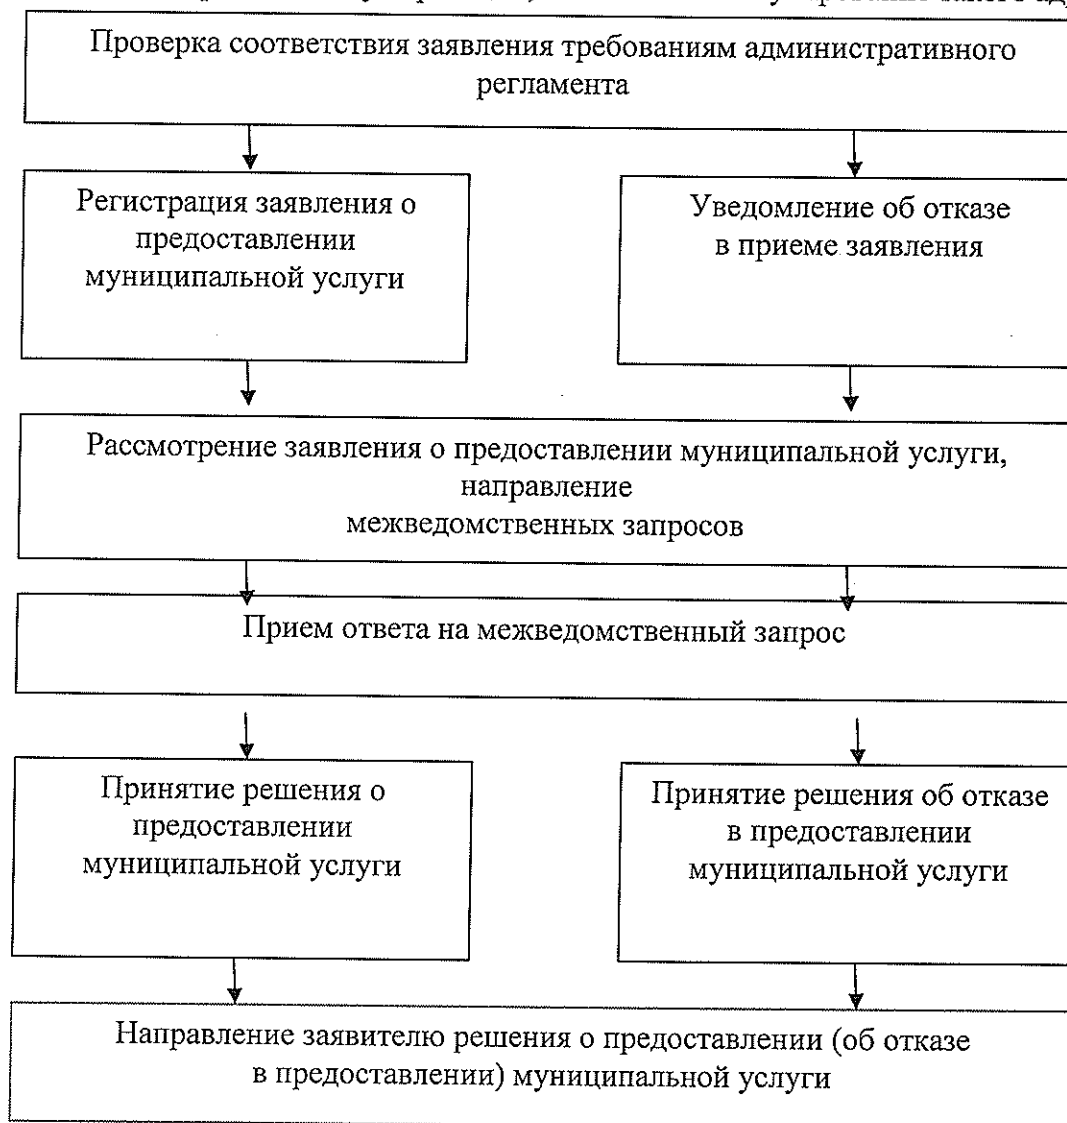 Проверка соответствия заявления требованиям административного
регламента
Регистрация заявления о
предоставлении
муниципальной услуги
Уведомление об отказе
в приеме заявления
Рассмотрение заявления о предоставлении муниципальной услуги,
направление
межведомственных запросов
Прием ответа на межведомственный запрос
Принятие решения о
предоставлении
муниципальной услуги
Принятие решения об отказе
в предоставлении
муниципальной услуги
Направление заявителю решения о предоставлении (об отказе
в предоставлении) муниципальной услуги